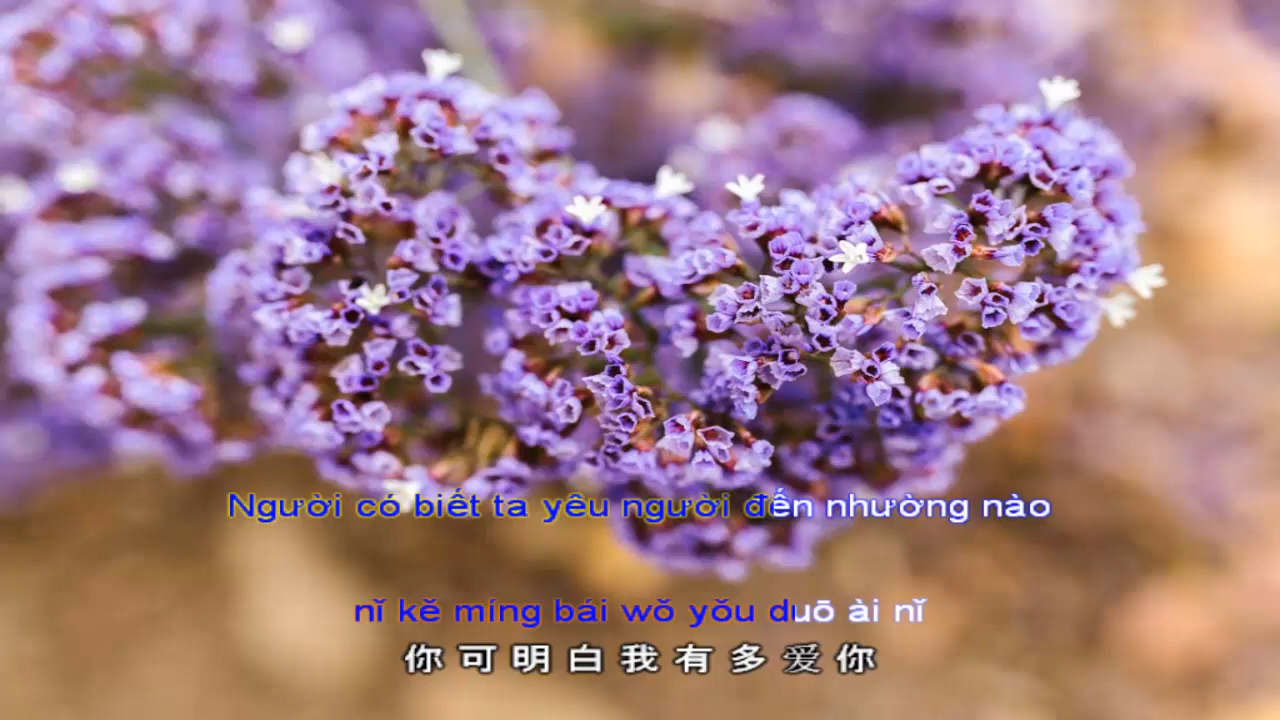 Người có biết ta yêu người đến nhường nào
nǐ kě míng bái wǒ yǒu duō ài nǐ
你可明白我有多爱你